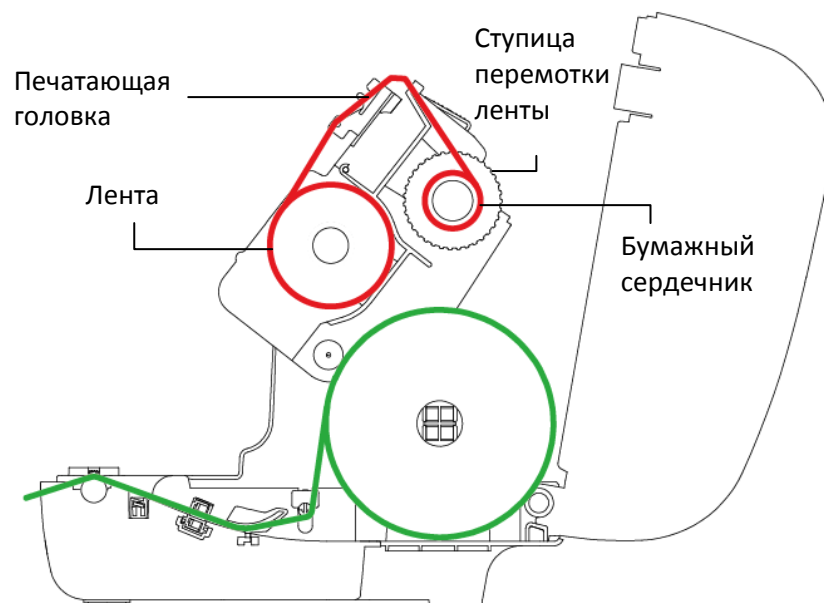 Печатающая
головка
Ступица
перемотки
ленты
Лента
Бумажный
сердечник